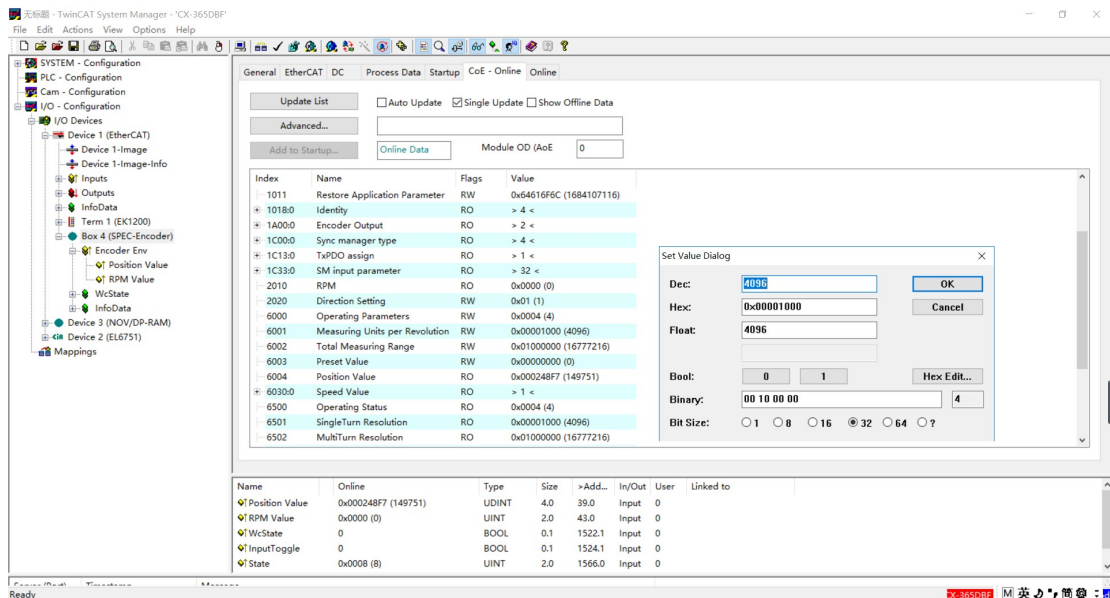 无标题 - TwinCAT System Manager - 'CX-365DBF'
File Edit Actions View Options Help
SYSTEM - Configuration
PLC - Configuration
Cam - Configuration
I/O - Configuration
I/O Devices
Device 1 (EtherCAT)
Device 1-Image
Device 1-Image-Info
Inputs
Outputs
InfoData
Term 1 (EK1200)
Box 4 (SPEC-Encoder)
Encoder Env
Position Value
RPM Value
WcState
InfoData
Device 3 (NOV/DP-RAM)
Device 2 (EL6751)
Mappings
General EtherCAT DC Process Data Startup CoE - Online Online
Update List Auto Update Single Update Show Offline Data
Advanced...
Add to Startup... Online Data Module OD (AoE 0
Index Name Flags Value
1011 Restore Application Parameter RW 0x64616F6C (1684107116)
1018:0 Identity RO > 4 <
1A00:0 Encoder Output RO > 2 <
1C00:0 Sync manager type RO > 4 <
1C13:0 TxPDO assign RO > 1 <
1C33:0 SM input parameter RO > 32 <
2010 RPM RO 0x0000 (0)
2020 Direction Setting RW 0x01 (1)
6000 Operating Parameters RW 0x0004 (4)
6001 Measuring Units per Revolution RW 0x00001000 (4096)
6002 Total Measuring Range RW 0x01000000 (16777216)
6003 Preset Value RW 0x00000000 (0)
6004 Position Value RO 0x000248F7 (149751)
6030:0 Speed Value RO > 1 <
6500 Operating Status RO 0x0004 (4)
6501 SingleTurn Resolution RO 0x00001000 (4096)
6502 MultiTurn Resolution RO 0x01000000 (16777216)
Set Value Dialog
Dec: 4096 OK
Hex: 0x00001000 Cancel
Float: 4096
Bool: 0 1 Hex Edit...
Binary: 00 10 00 00 4
Bit Size: 1 8 16 32 64 ?
Name Online Type Size >Add... In/Out User Linked to
Position Value 0x000248F7 (149751) UDINT 4.0 39.0 Input 0
RPM Value 0x0000 (0) UINT 2.0 43.0 Input 0
WcState 0 BOOL 0.1 1522.1 Input 0
InputToggle 0 BOOL 0.1 1524.1 Input 0
State 0x0008 (8) UINT 2.0 1566.0 Input 0
Server (Port) Timestamp Message
Ready CX-365DBF M 英 简